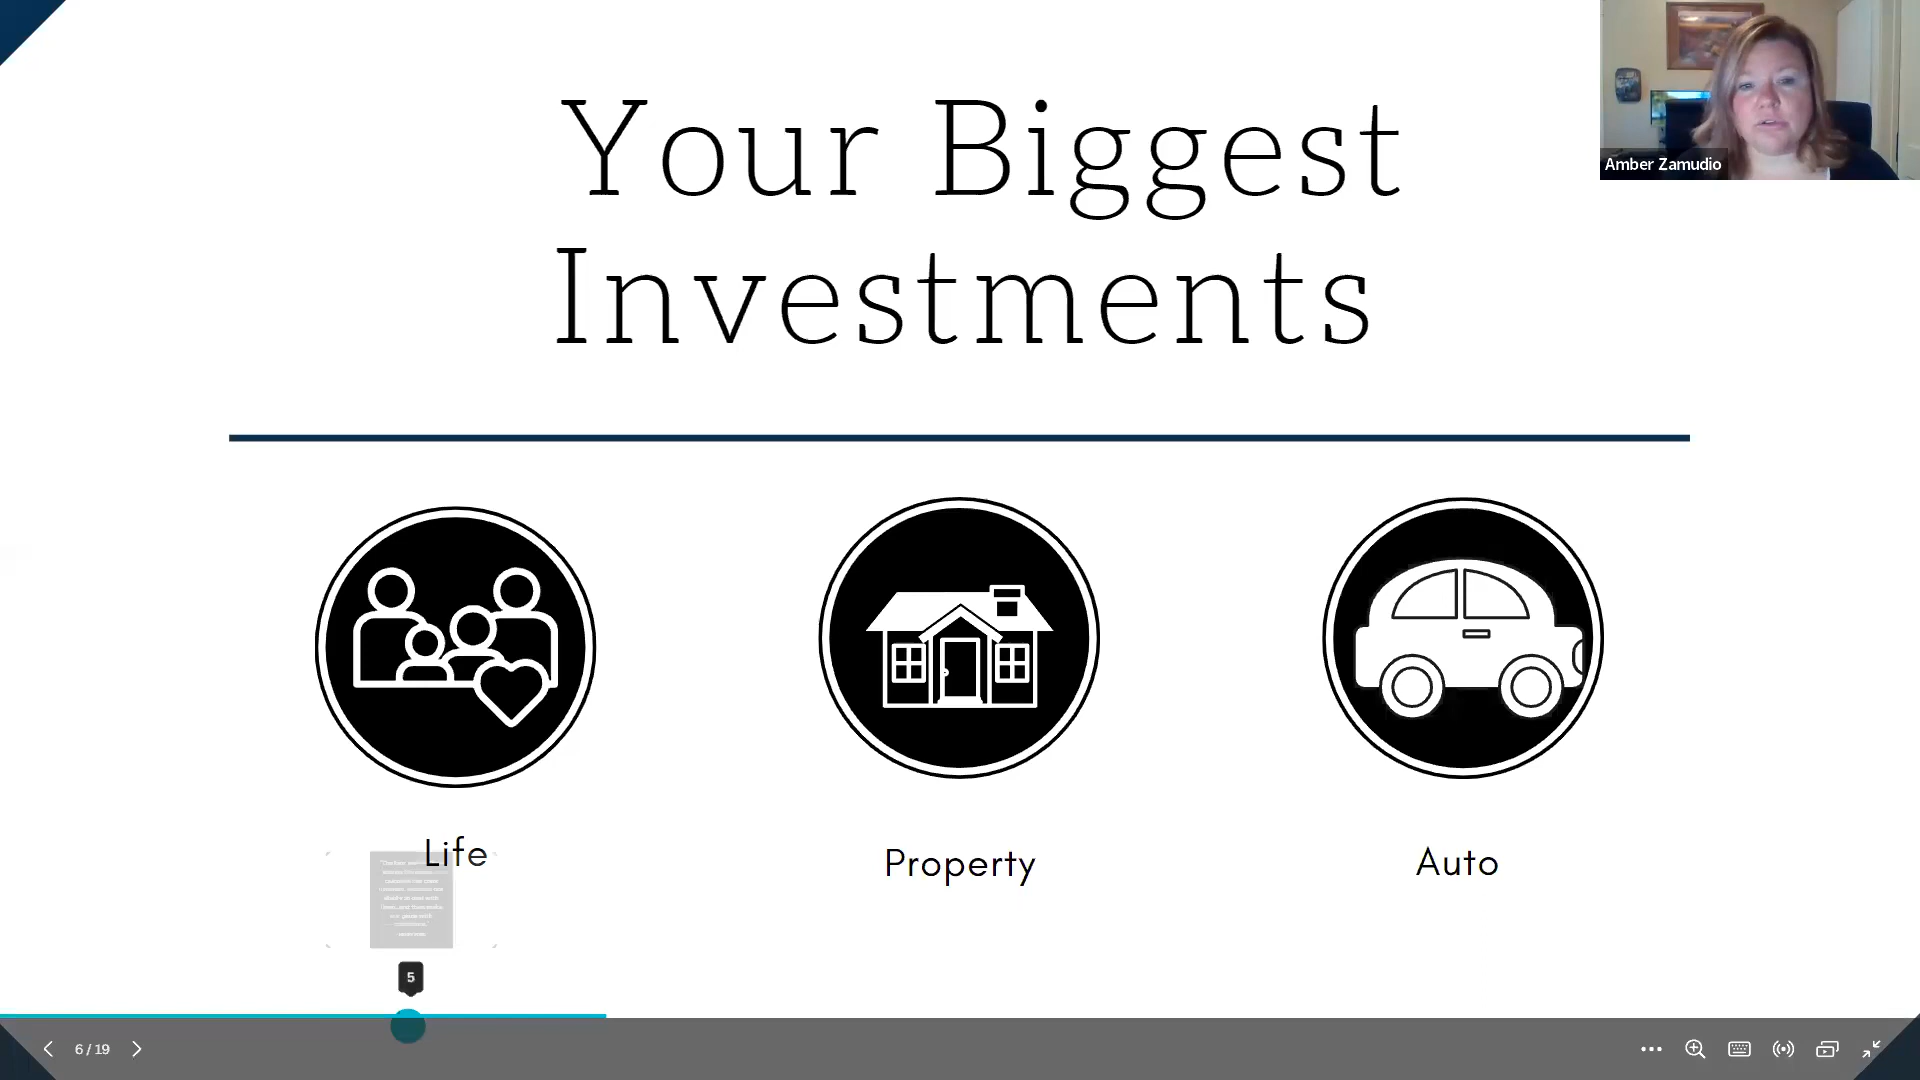 Your Biggest
Investments
Amber Zamudio
Life
Property
Auto
5
6 / 19